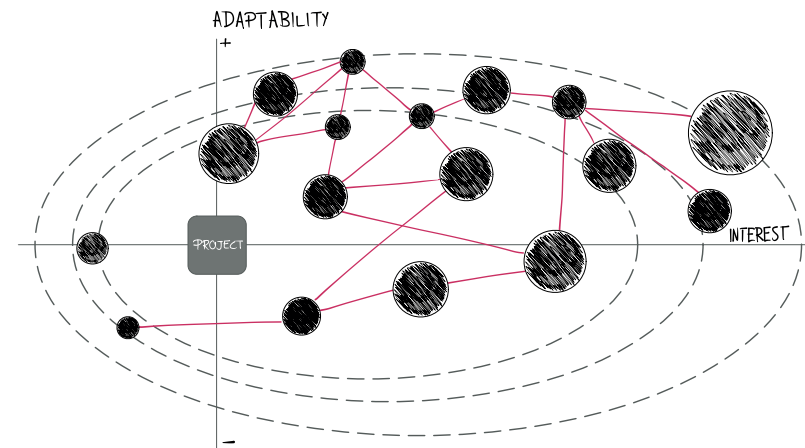 ADAPTABILITY
+
PROJECT
INTEREST
-